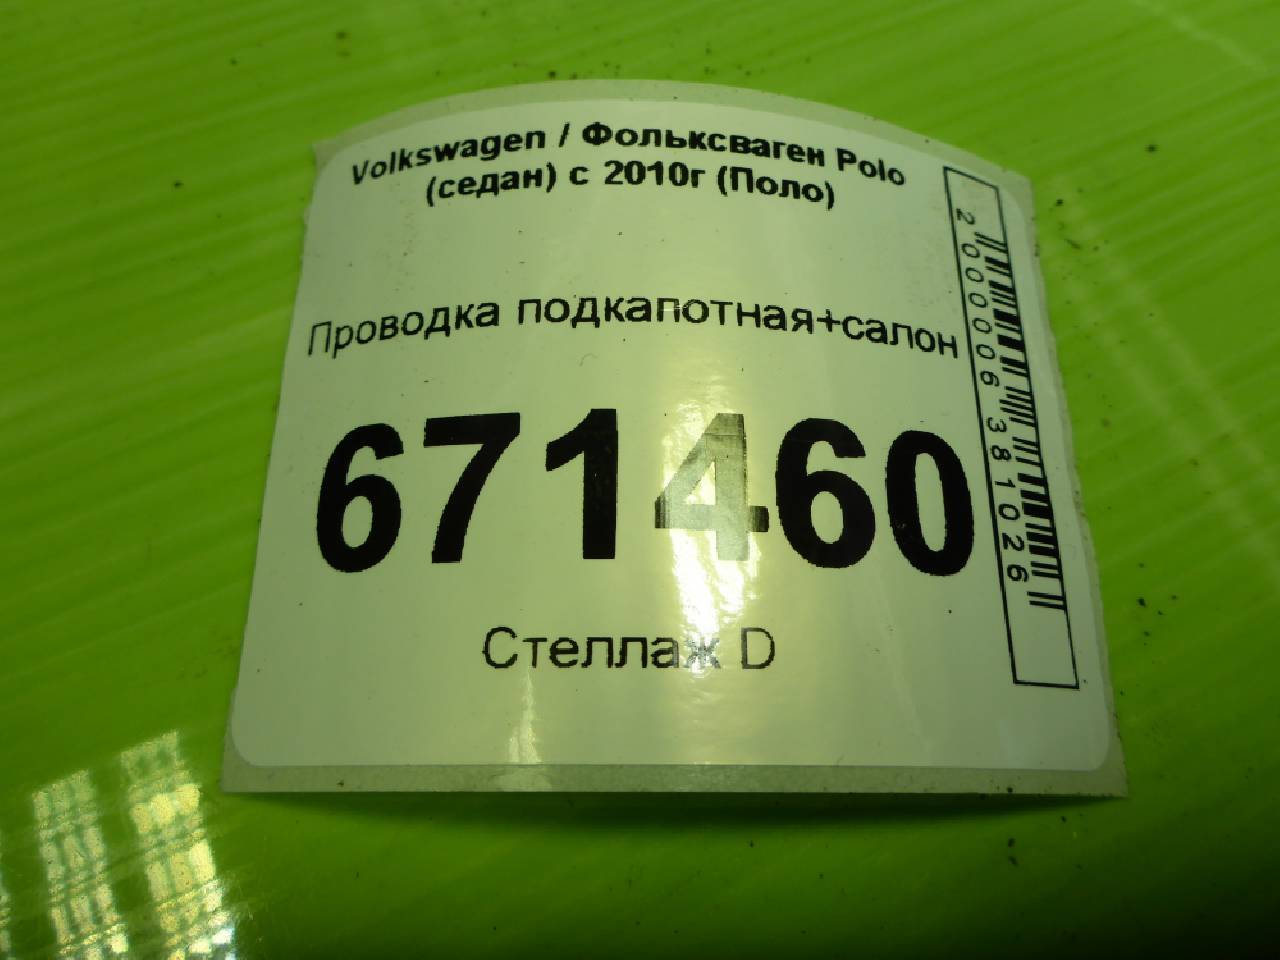 Volkswagen / Фольксваген Polo
(седан) с 2010г (Поло)
Проводка подкапотная+салон
671460
Стеллаж D
2000006381026